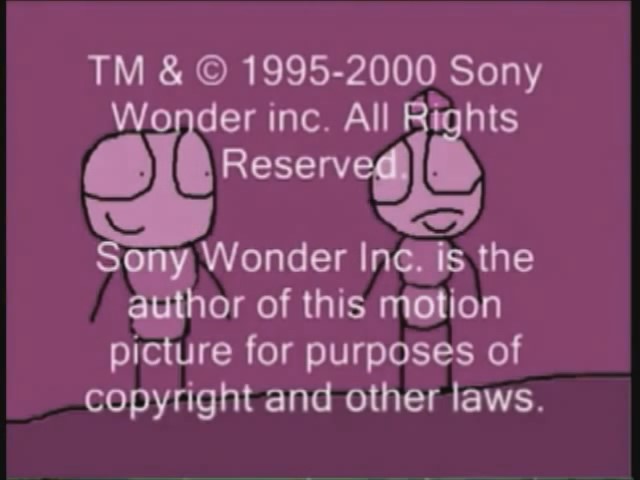 TM & © 1995-2000 Sony
Wonder inc. All Rights
Reserved.
Sony Wonder Inc. is the
author of this motion
picture for purposes of
copyright and other laws.